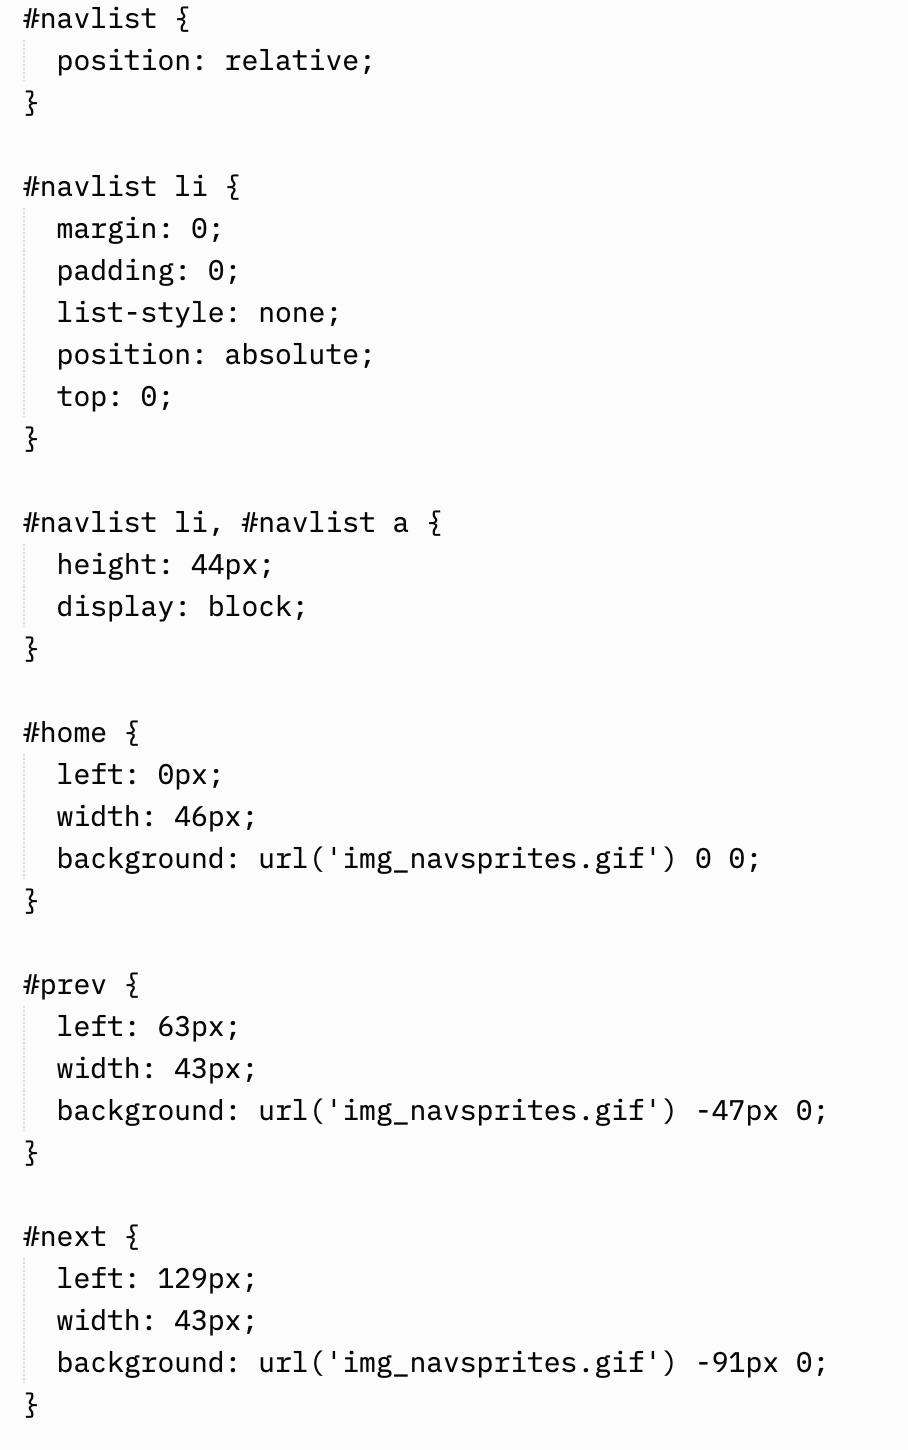 #navlist {
  position: relative;
}

#navlist li {
  margin: 0;
  padding: 0;
  list-style: none;
  position: absolute;
  top: 0;
}

#navlist li, #navlist a {
  height: 44px;
  display: block;
}

#home {
  left: 0px;
  width: 46px;
  background: url('img_navsprites.gif') 0 0;
}

#prev {
  left: 63px;
  width: 43px;
  background: url('img_navsprites.gif') -47px 0;
}

#next {
  left: 129px;
  width: 43px;
  background: url('img_navsprites.gif') -91px 0;
}